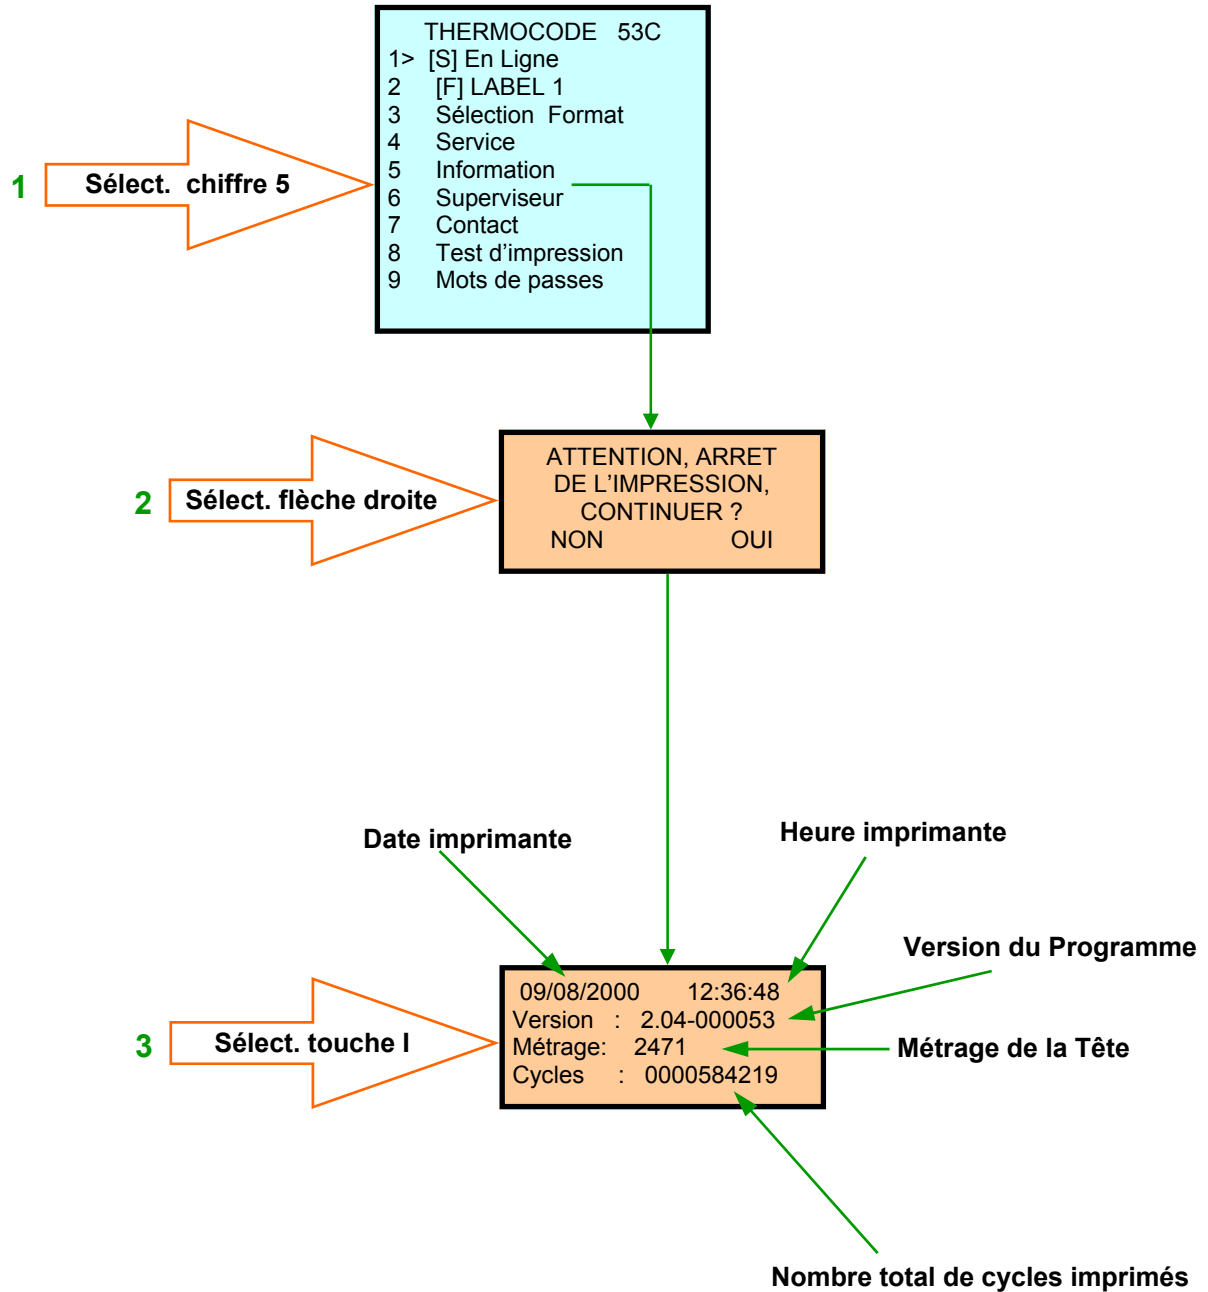 THERMOCODE 53C
1> [S] En Ligne
2 [F] LABEL 1
3 Sélection Format
4 Service
5 Information
6 Superviseur
7 Contact
8 Test d'impression
9 Mots de passes
1 Sélect. chiffre 5
ATTENTION, ARRET
DE L'IMPRESSION,
CONTINUER ?
NON OUI
2 Sélect. flèche droite
Date imprimante
Heure imprimante
Version du Programme
09/08/2000 12:36:48
Version : 2.04-000053
Métrage: 2471
Cycles : 0000584219
3 Sélect. touche I
Métrage de la Tête
Nombre total de cycles imprimés